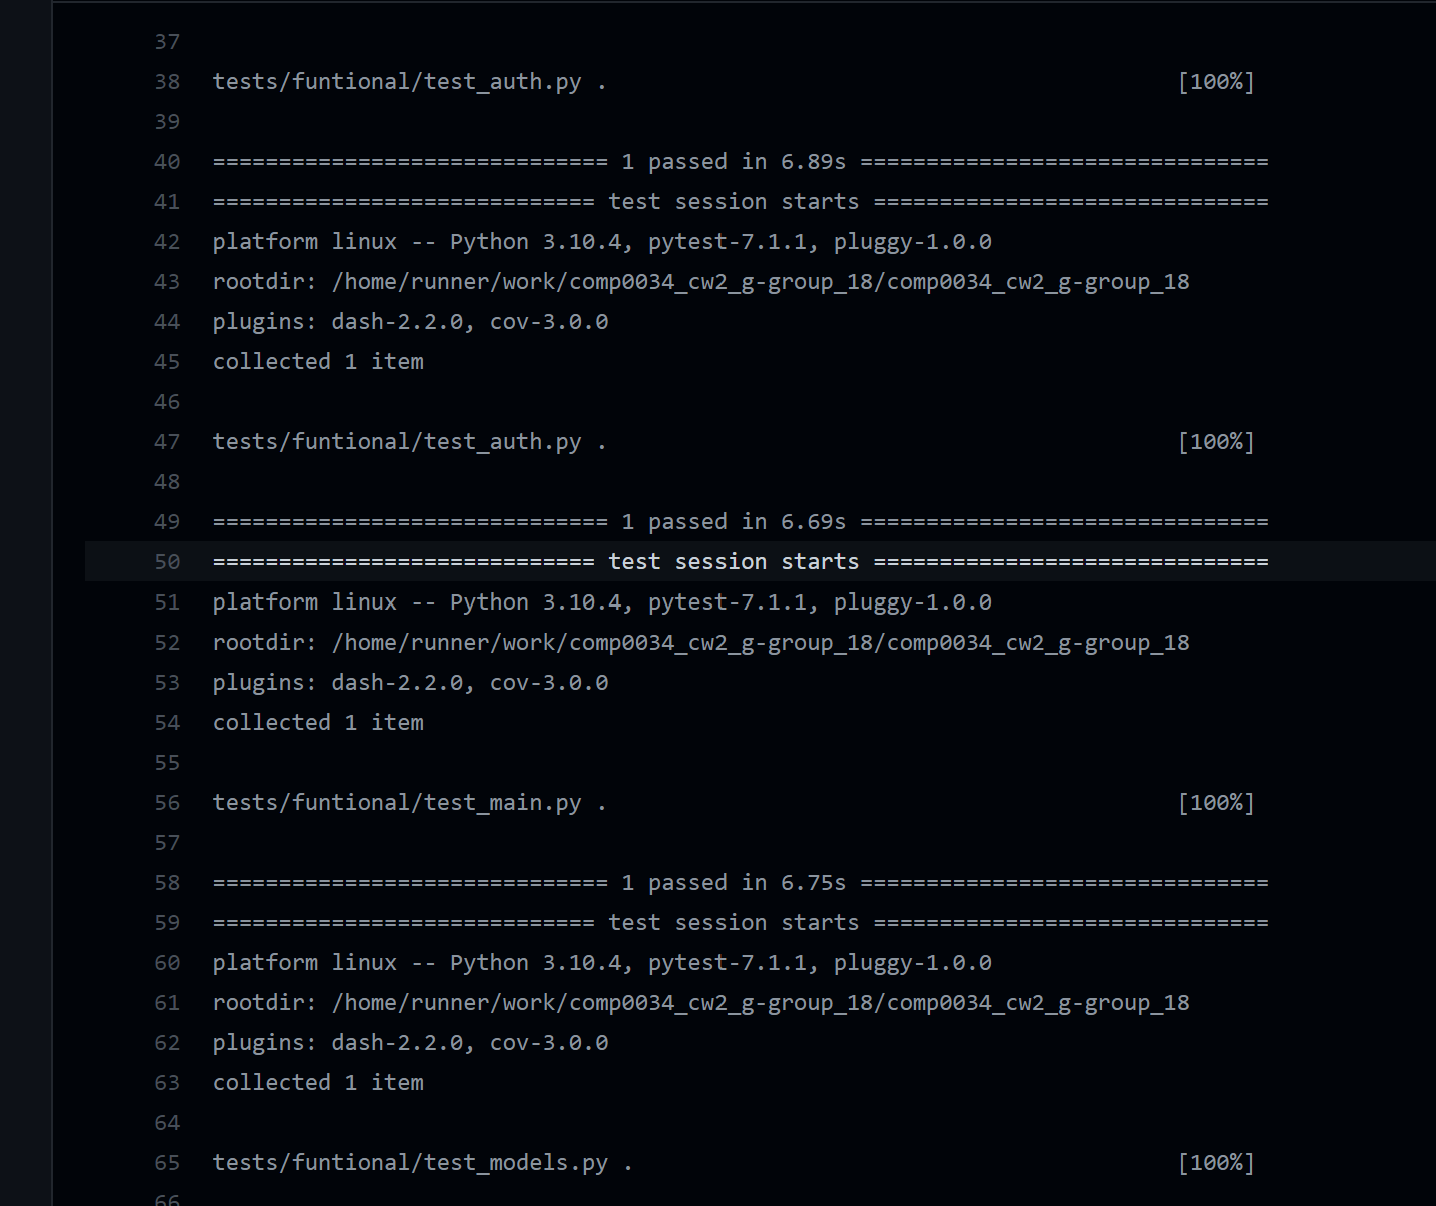 37
38 tests/funtional/test_auth.py . [100%]
39
40 ============================== 1 passed in 6.89s ===============================
41 ============================= test session starts ==============================
42 platform linux -- Python 3.10.4, pytest-7.1.1, pluggy-1.0.0
43 rootdir: /home/runner/work/comp0034_cw2_g-group_18/comp0034_cw2_g-group_18
44 plugins: dash-2.2.0, cov-3.0.0
45 collected 1 item
46
47 tests/funtional/test_auth.py . [100%]
48
49 ============================== 1 passed in 6.69s ===============================
50 ============================= test session starts ==============================
51 platform linux -- Python 3.10.4, pytest-7.1.1, pluggy-1.0.0
52 rootdir: /home/runner/work/comp0034_cw2_g-group_18/comp0034_cw2_g-group_18
53 plugins: dash-2.2.0, cov-3.0.0
54 collected 1 item
55
56 tests/funtional/test_main.py . [100%]
57
58 ============================== 1 passed in 6.75s ===============================
59 ============================= test session starts ==============================
60 platform linux -- Python 3.10.4, pytest-7.1.1, pluggy-1.0.0
61 rootdir: /home/runner/work/comp0034_cw2_g-group_18/comp0034_cw2_g-group_18
62 plugins: dash-2.2.0, cov-3.0.0
63 collected 1 item
64
65 tests/funtional/test_models.py . [100%]
66